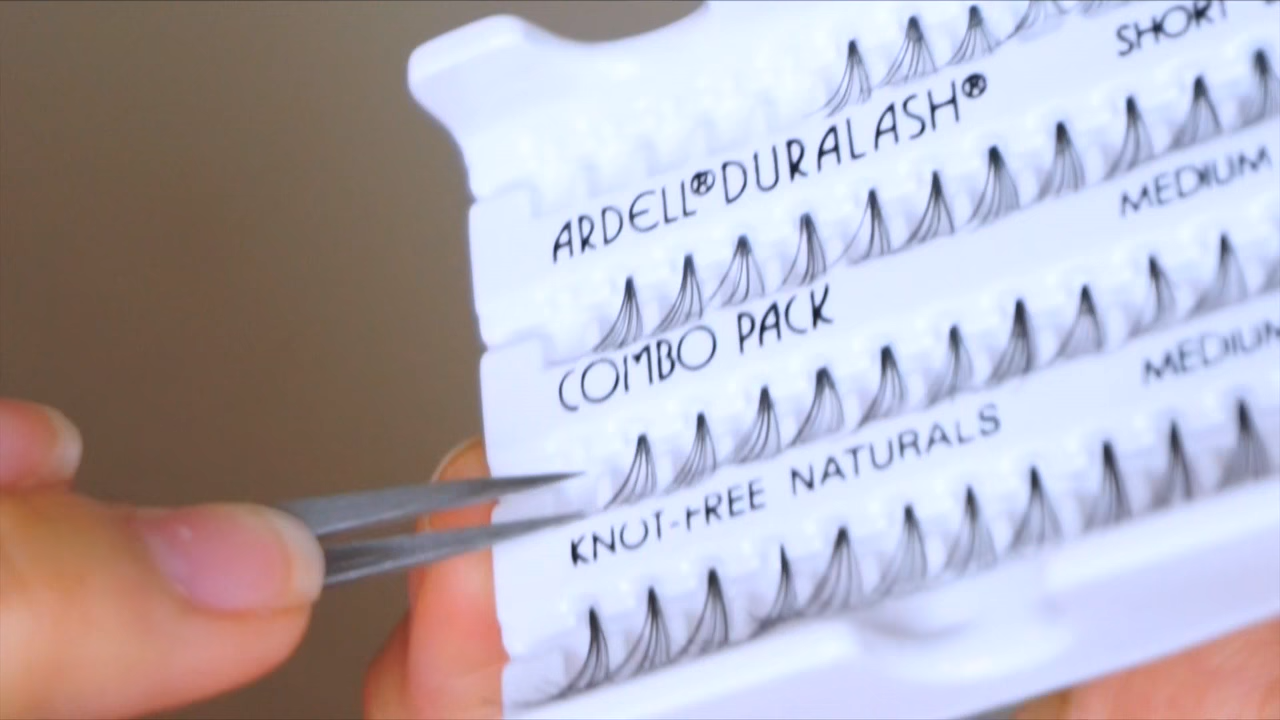 SHORT
ARDELL®DURALASH®
MEDIUM
COMBO PACK
MEDIUM
KNOT-FREE NATURALS